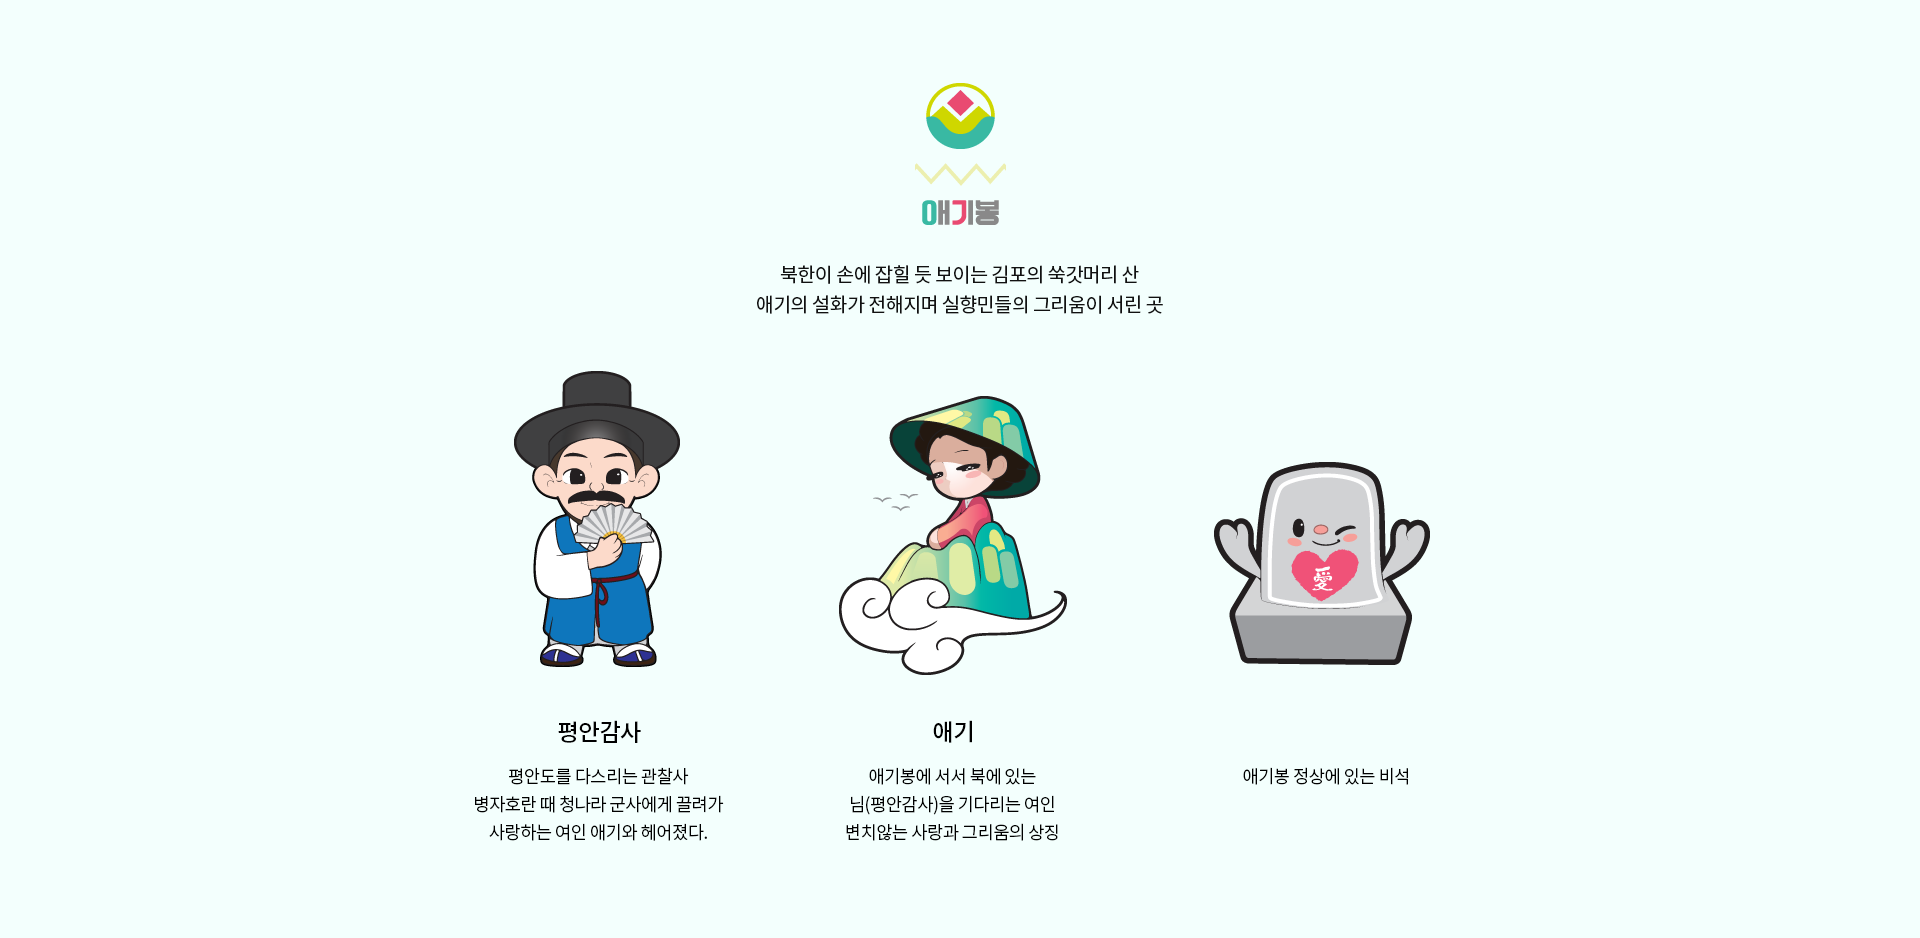 애기봉
북한이 손에 잡힐 듯 보이는 김포의 쑥갓머리 산
애기의 설화가 전해지며 실향민들의 그리움이 서린 곳
愛
평안감사
평안도를 다스리는 관찰사
병자호란 때 청나라 군사에게 끌려가
사랑하는 여인 애기와 헤어졌다.
애기
애기봉에 서서 북에 있는
님(평안감사)을 기다리는 여인
변치않는 사랑과 그리움의 상징
애기봉 정상에 있는 비석